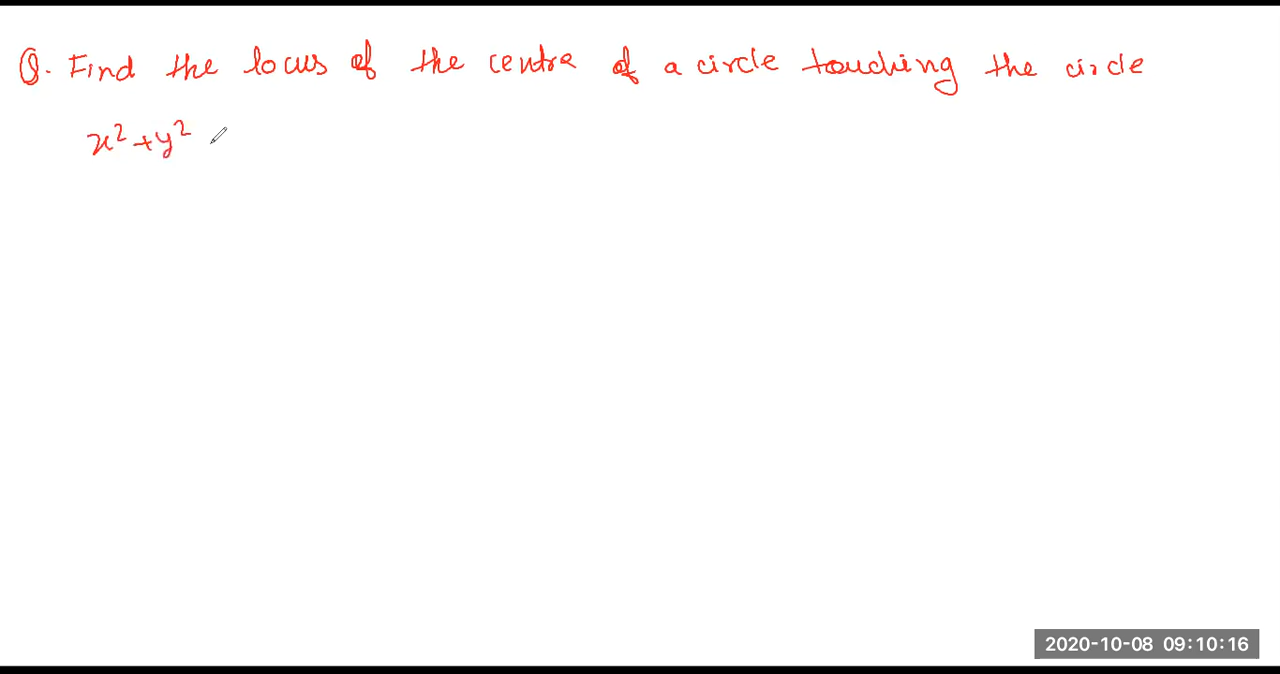 Q. Find the locus of the centre of a circle touching the circle
x² + y²
2020-10-08 09:10:16